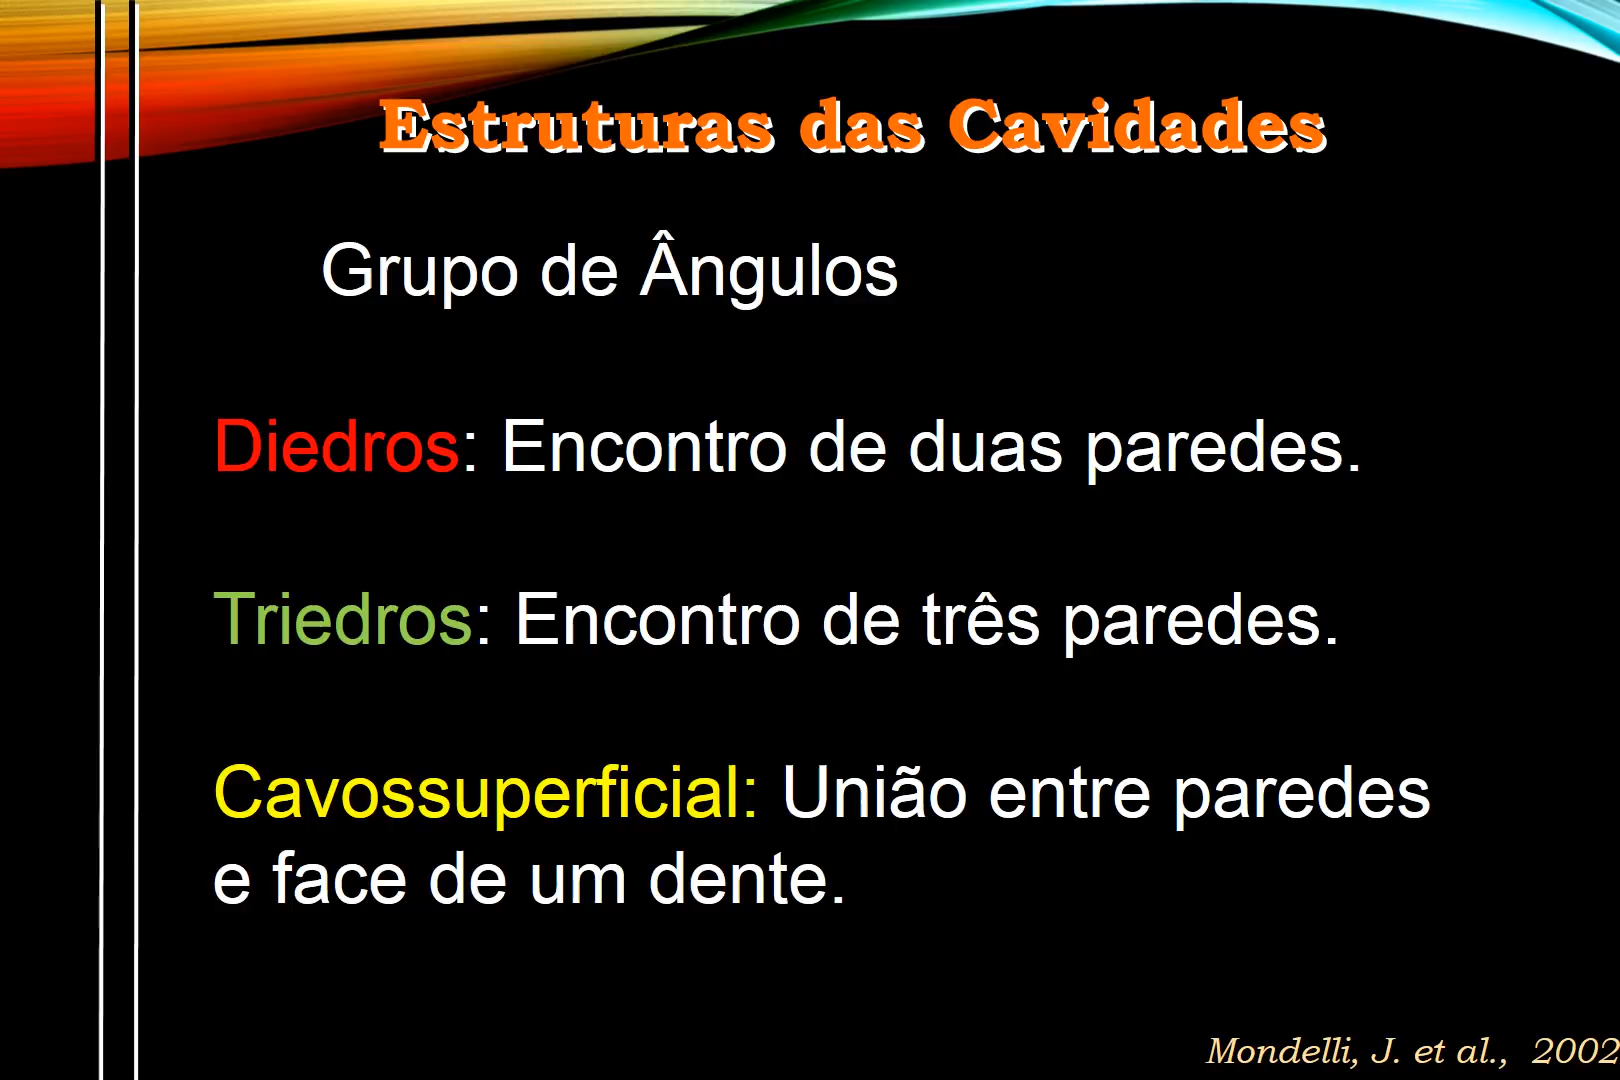 Estruturas das Cavidades
Grupo de Ângulos
Diedros: Encontro de duas paredes.
Triedros: Encontro de três paredes.
Cavossuperficial: União entre paredes
e face de um dente.
Mondelli, J. et al., 2002